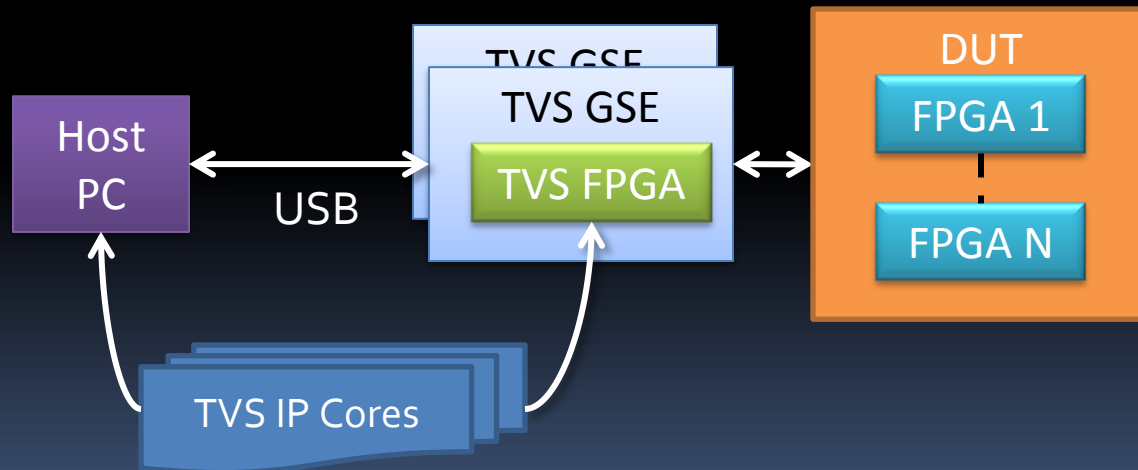 TVS GSE
TVS GSE
TVS FPGA
Host
PC
USB
DUT
FPGA 1
FPGA N
TVS IP Cores